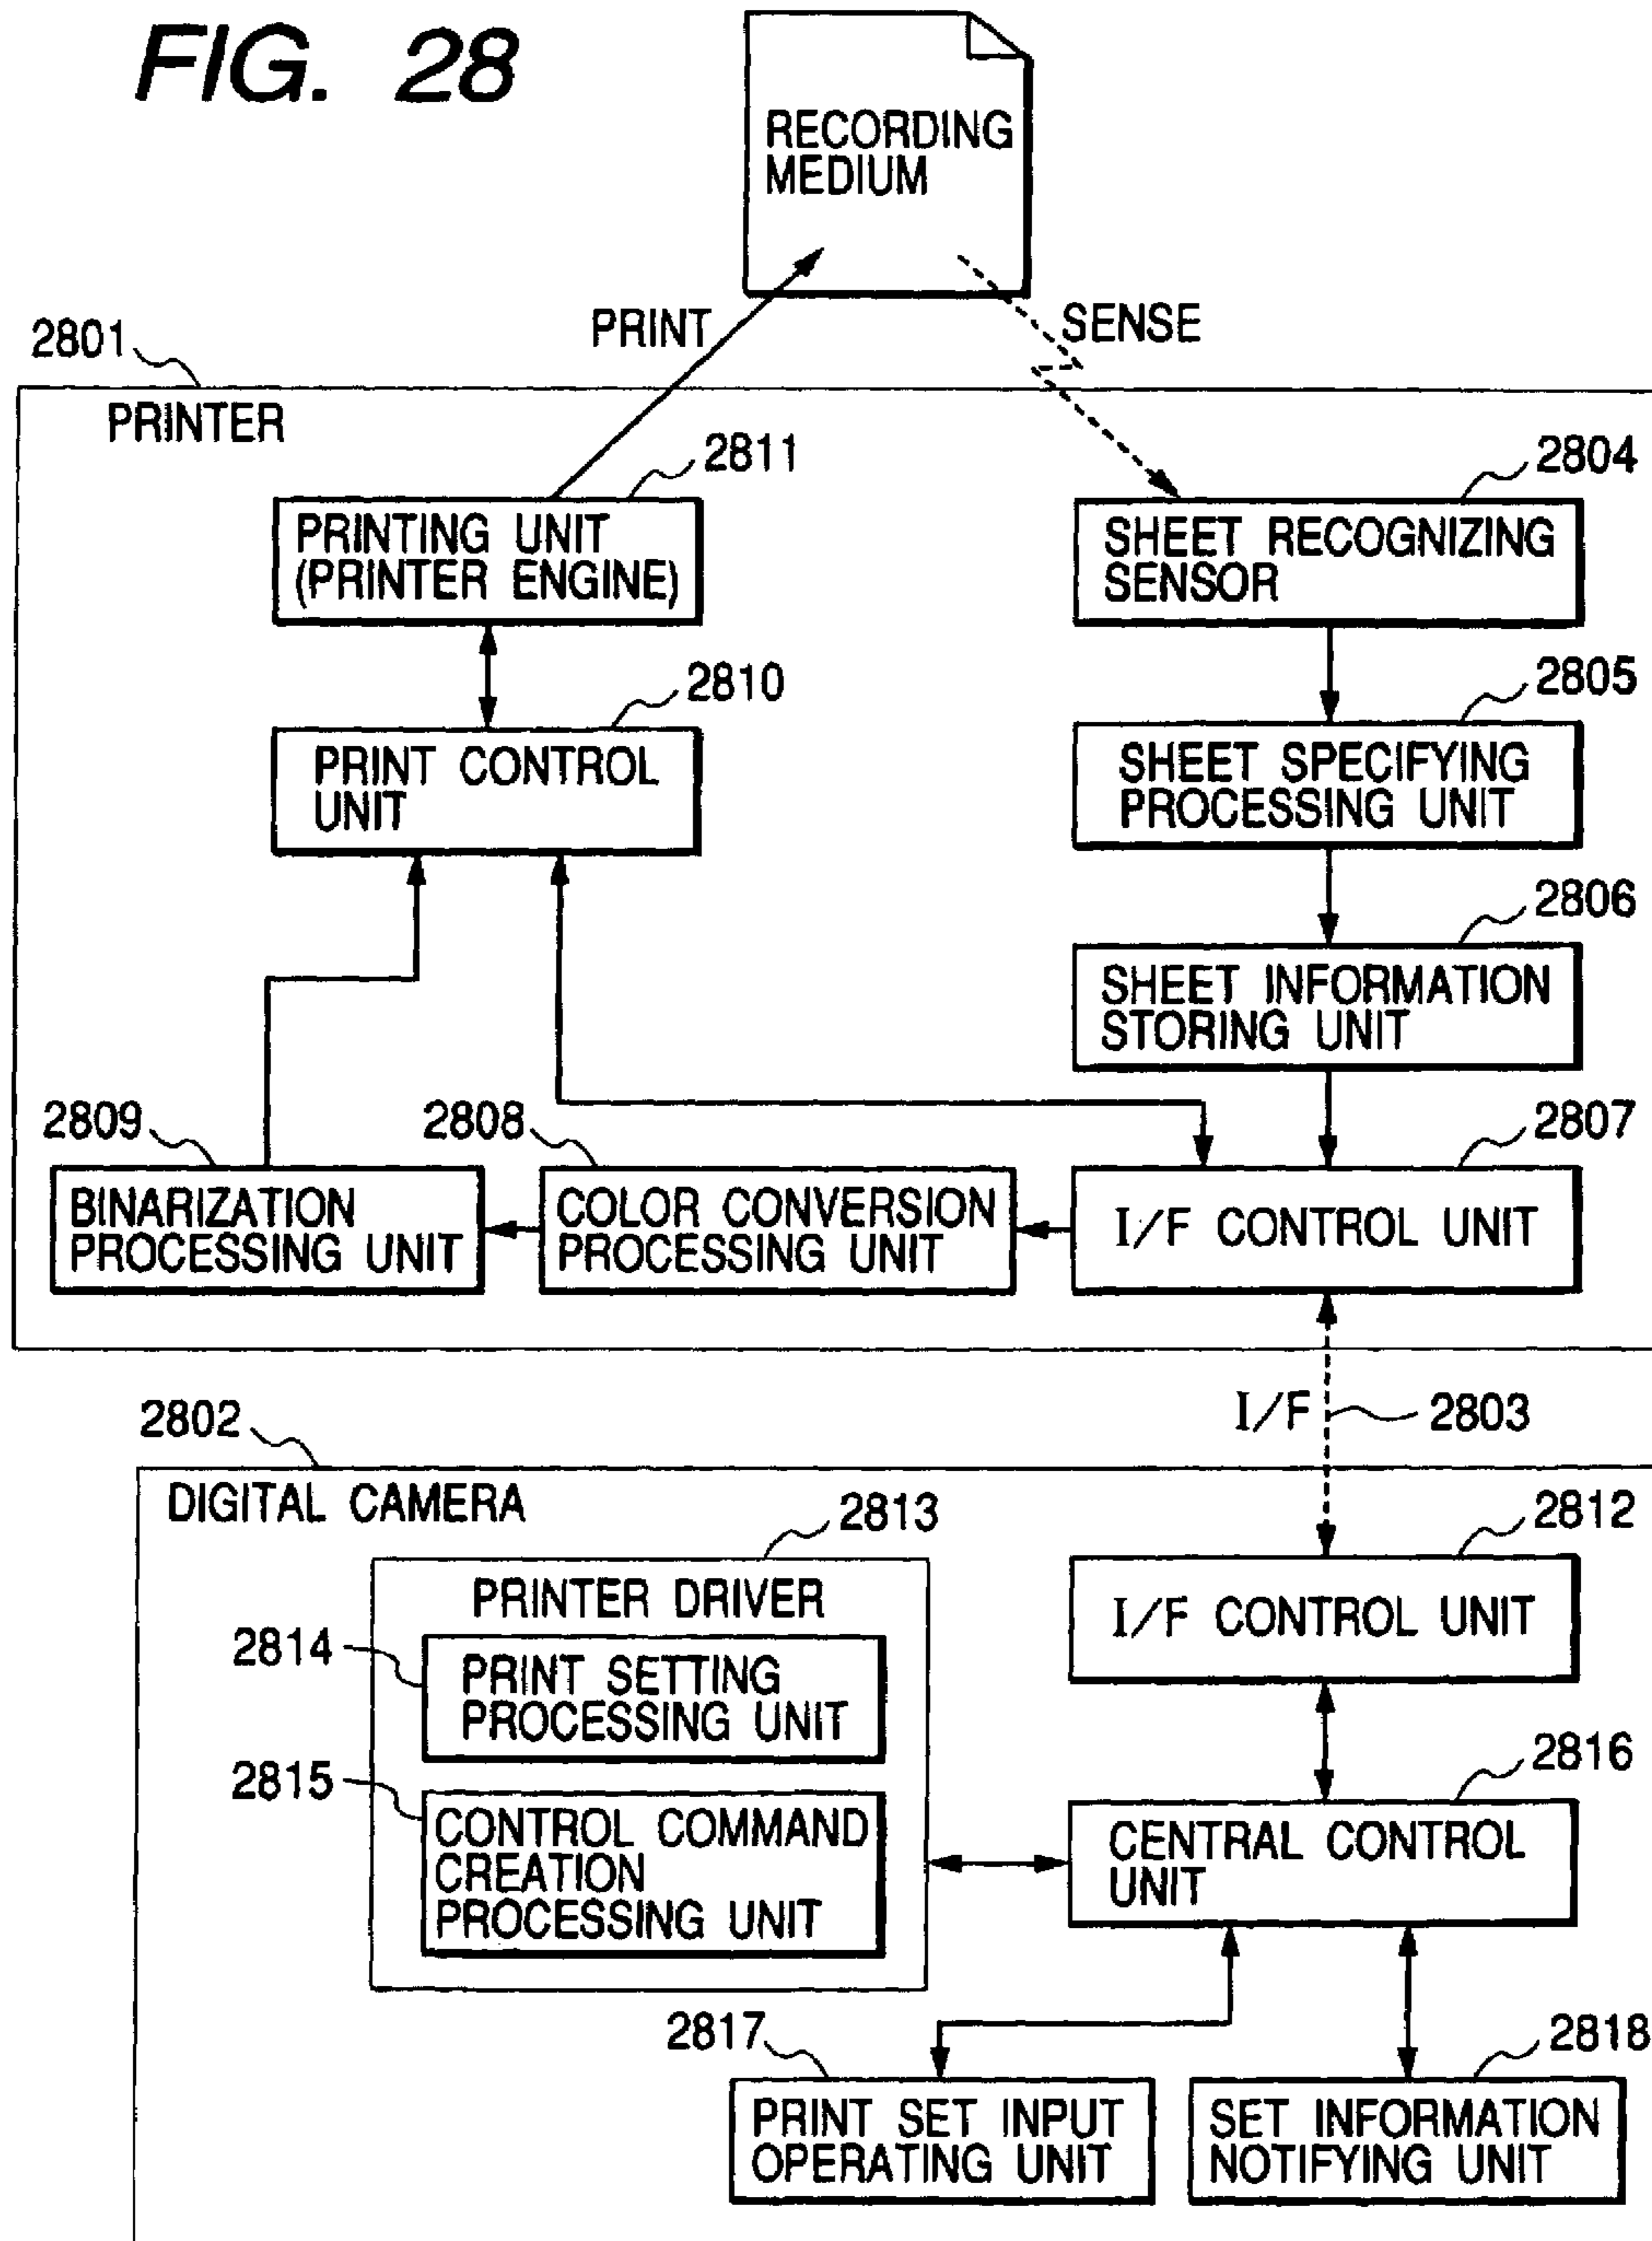 FIG. 28
RECORDING
MEDIUM
PRINT
SENSE
2801
PRINTER
2811
PRINTING UNIT
(PRINTER ENGINE)
2804
SHEET RECOGNIZING
SENSOR
2810
PRINT CONTROL
UNIT
2805
SHEET SPECIFYING
PROCESSING UNIT
2806
SHEET INFORMATION
STORING UNIT
2809
BINARIZATION
PROCESSING UNIT
2808
COLOR CONVERSION
PROCESSING UNIT
2807
I/F CONTROL UNIT
I/F
2803
2802
DIGITAL CAMERA
2813
PRINTER DRIVER
2814
PRINT SETTING
PROCESSING UNIT
2815
CONTROL COMMAND
CREATION
PROCESSING UNIT
2812
I/F CONTROL UNIT
2816
CENTRAL CONTROL
UNIT
2817
PRINT SET INPUT
OPERATING UNIT
2818
SET INFORMATION
NOTIFYING UNIT